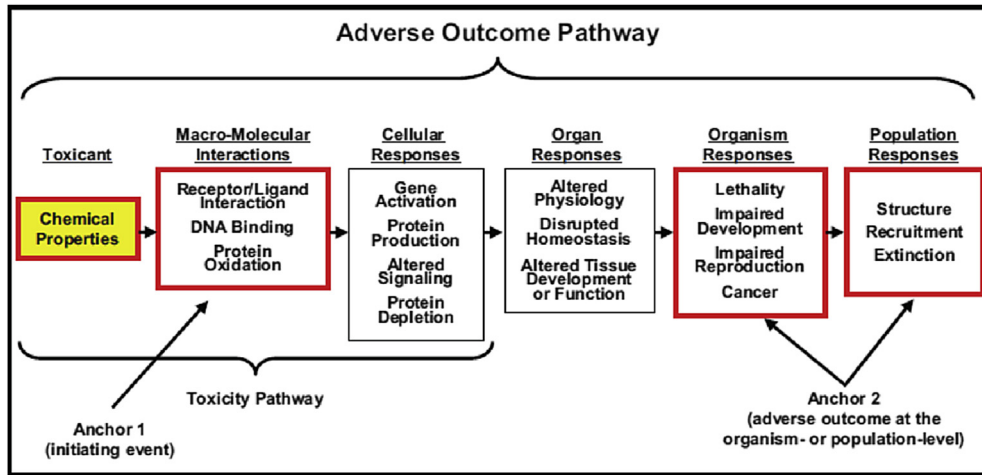 Adverse Outcome Pathway
Toxicant
Chemical
Properties
Macro-Molecular
Interactions
Receptor/Ligand
Interaction
DNA Binding
Protein
Oxidation
Cellular
Responses
Gene
Activation
Protein
Production
Altered
Signaling
Protein
Depletion
Organ
Responses
Altered
Physiology
Disrupted
Homeostasis
Altered Tissue
Development
or Function
Organism
Responses
Lethality
Impaired
Development
Impaired
Reproduction
Cancer
Population
Responses
Structure
Recruitment
Extinction
Toxicity Pathway
Anchor 1
(initiating event)
Anchor 2
(adverse outcome at the
organism- or population-level)